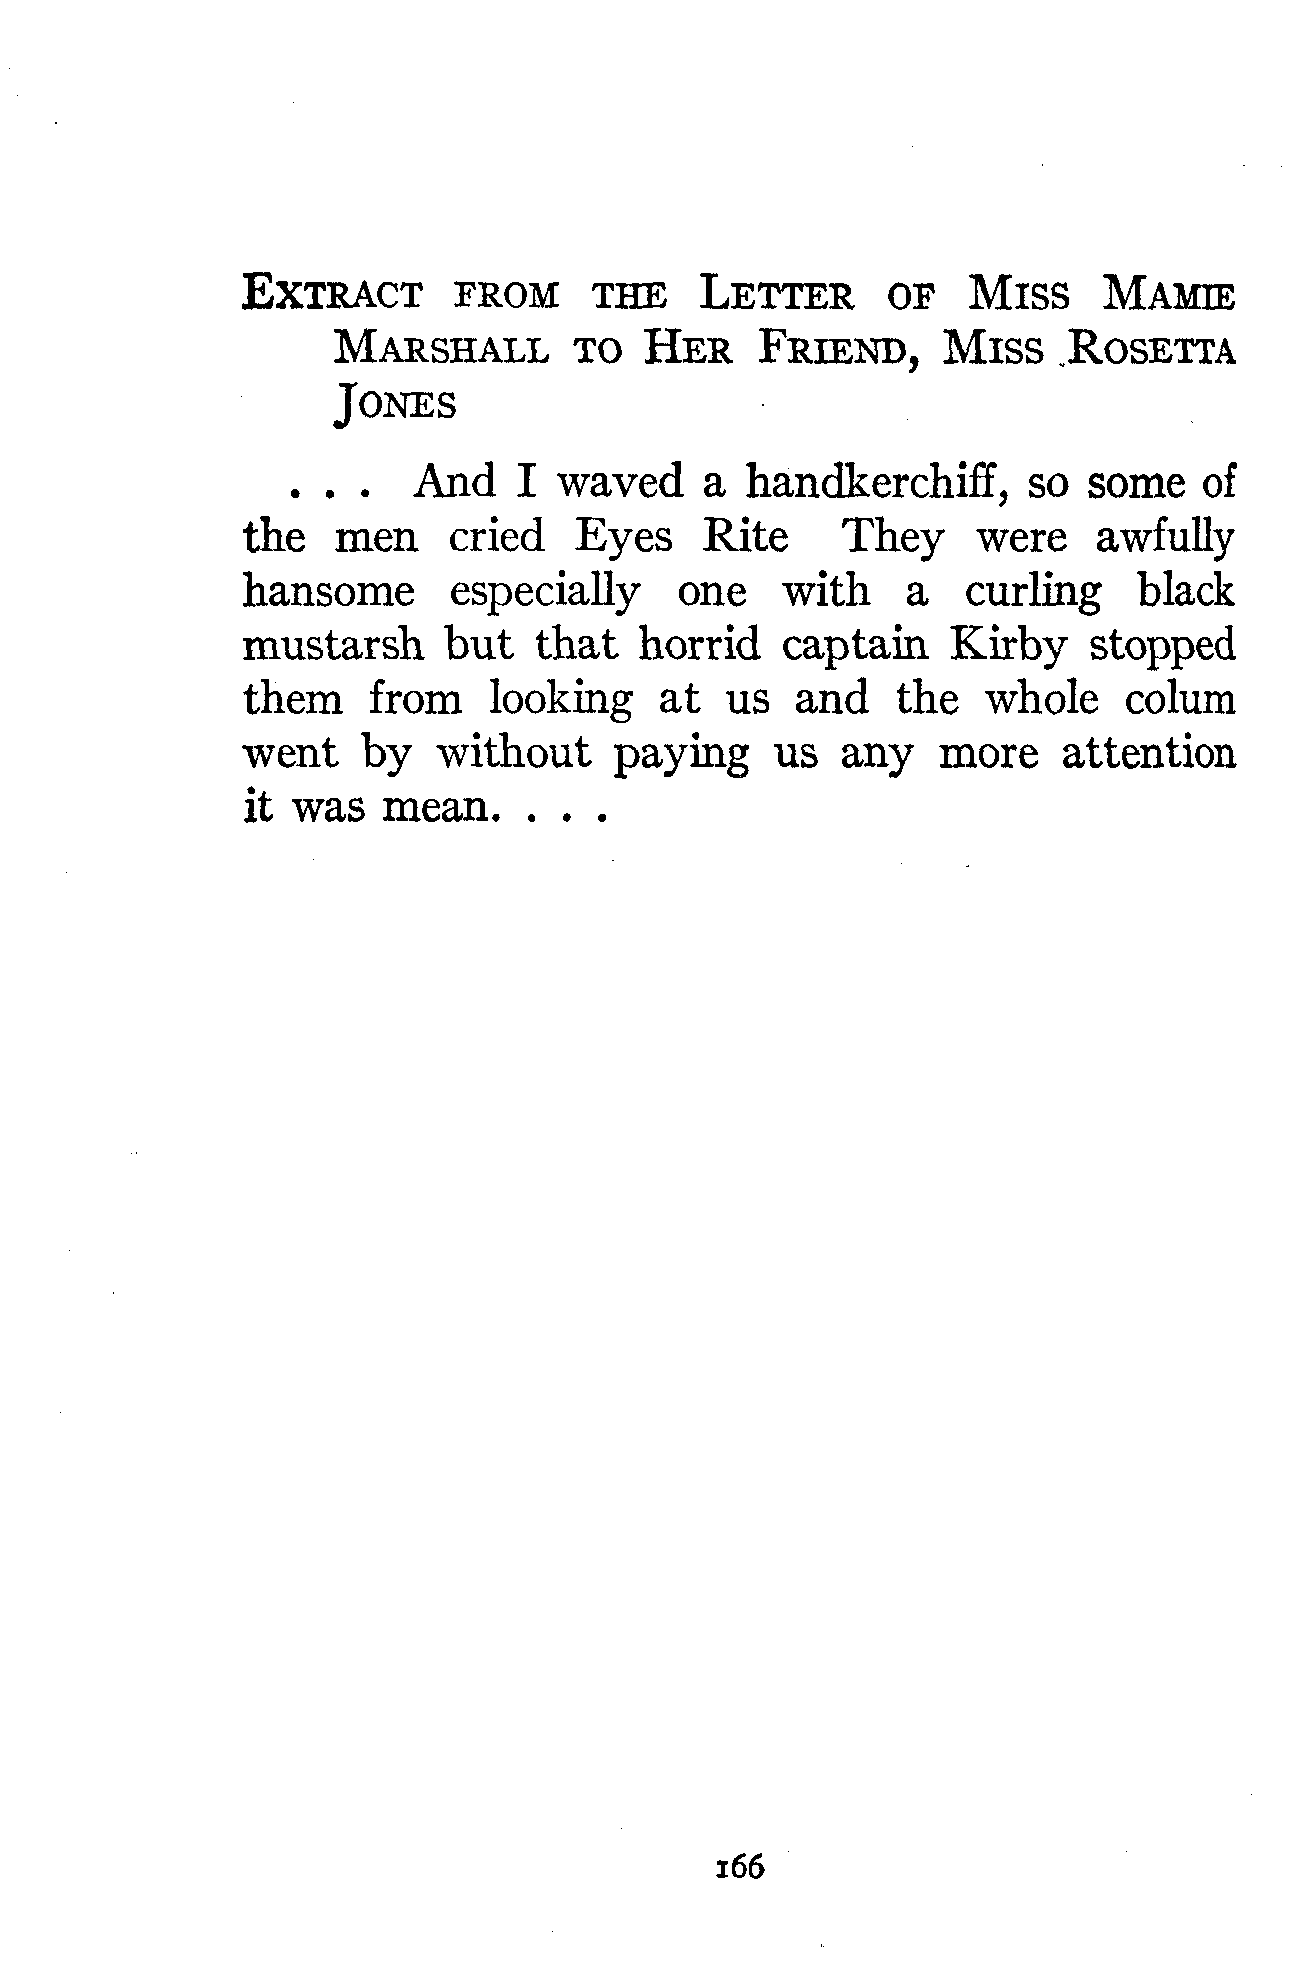 Extract from the Letter of Miss Mamie
Marshall to Her Friend, Miss Rosetta
Jones
. . . And I waved a handkerchiff, so some of
the men cried Eyes Rite They were awfully
hansome especially one with a curling black
mustarsh but that horrid captain Kirby stopped
them from looking at us and the whole colum
went by without paying us any more attention
it was mean. . . .
166